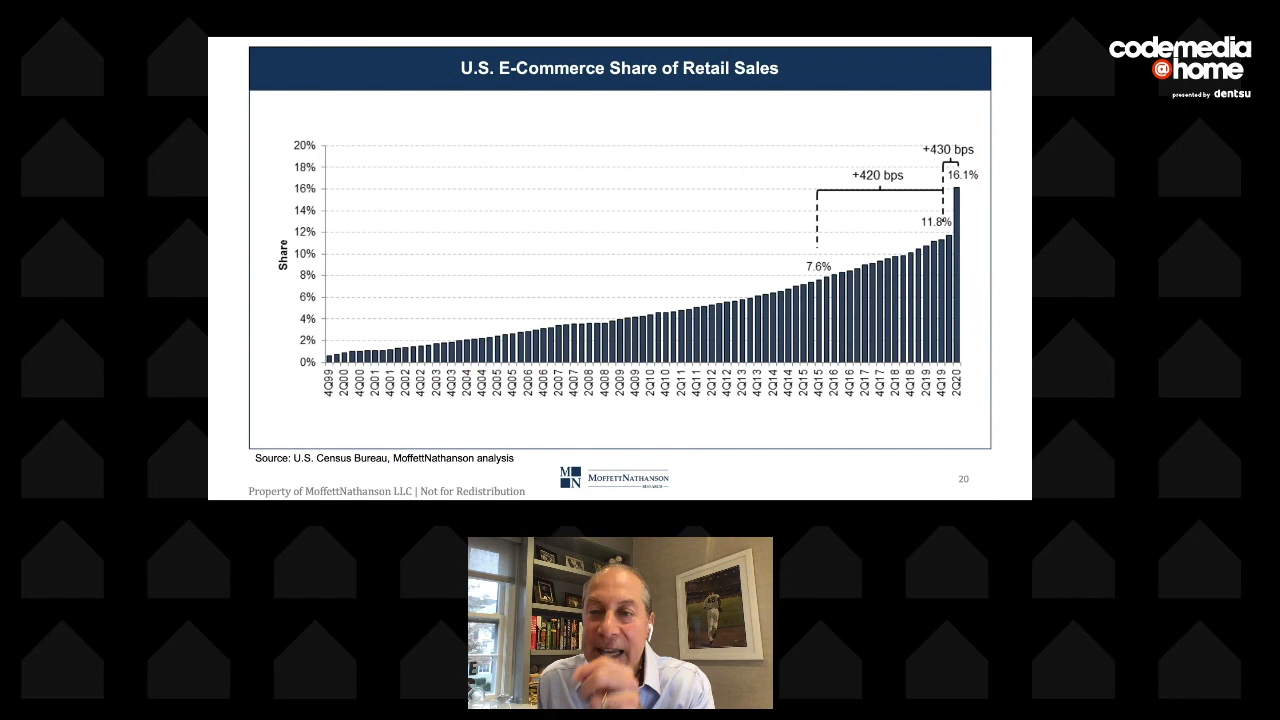 codemedia
@home
presented by dentsu
U.S. E-Commerce Share of Retail Sales
+430 bps
+420 bps
16.1%
11.8%
7.6%
Share
20%
18%
16%
14%
12%
10%
8%
6%
4%
2%
0%
4Q99
2Q00
4Q00
2Q01
4Q01
2Q02
4Q02
2Q03
4Q03
2Q04
4Q04
2Q05
4Q05
2Q06
4Q06
2Q07
4Q07
2Q08
4Q08
2Q09
4Q09
2Q10
4Q10
2Q11
4Q11
2Q12
4Q12
2Q13
4Q13
2Q14
4Q14
2Q15
4Q15
2Q16
4Q16
2Q17
4Q17
2Q18
4Q18
2Q19
4Q19
2Q20
Source: U.S. Census Bureau, MoffettNathanson analysis
M
N
MOFFETTNATHANSON
RESEARCH
20
Property of MoffettNathanson LLC | Not for Redistribution